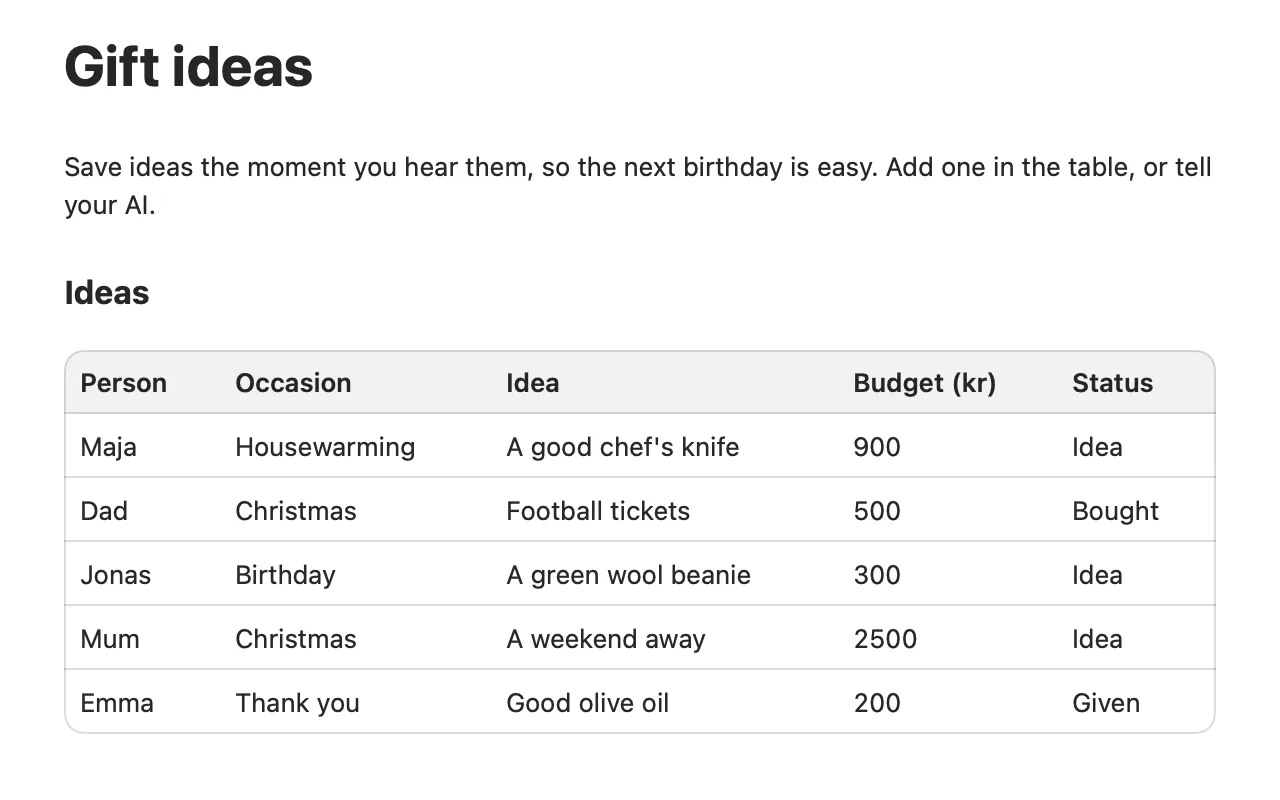 Gift ideas
Save ideas the moment you hear them, so the next birthday is easy. Add one in the table, or tell
your AI.
Ideas
Person Occasion Idea Budget (kr) Status
Maja Housewarming A good chef's knife 900 Idea
Dad Christmas Football tickets 500 Bought
Jonas Birthday A green wool beanie 300 Idea
Mum Christmas A weekend away 2500 Idea
Emma Thank you Good olive oil 200 Given